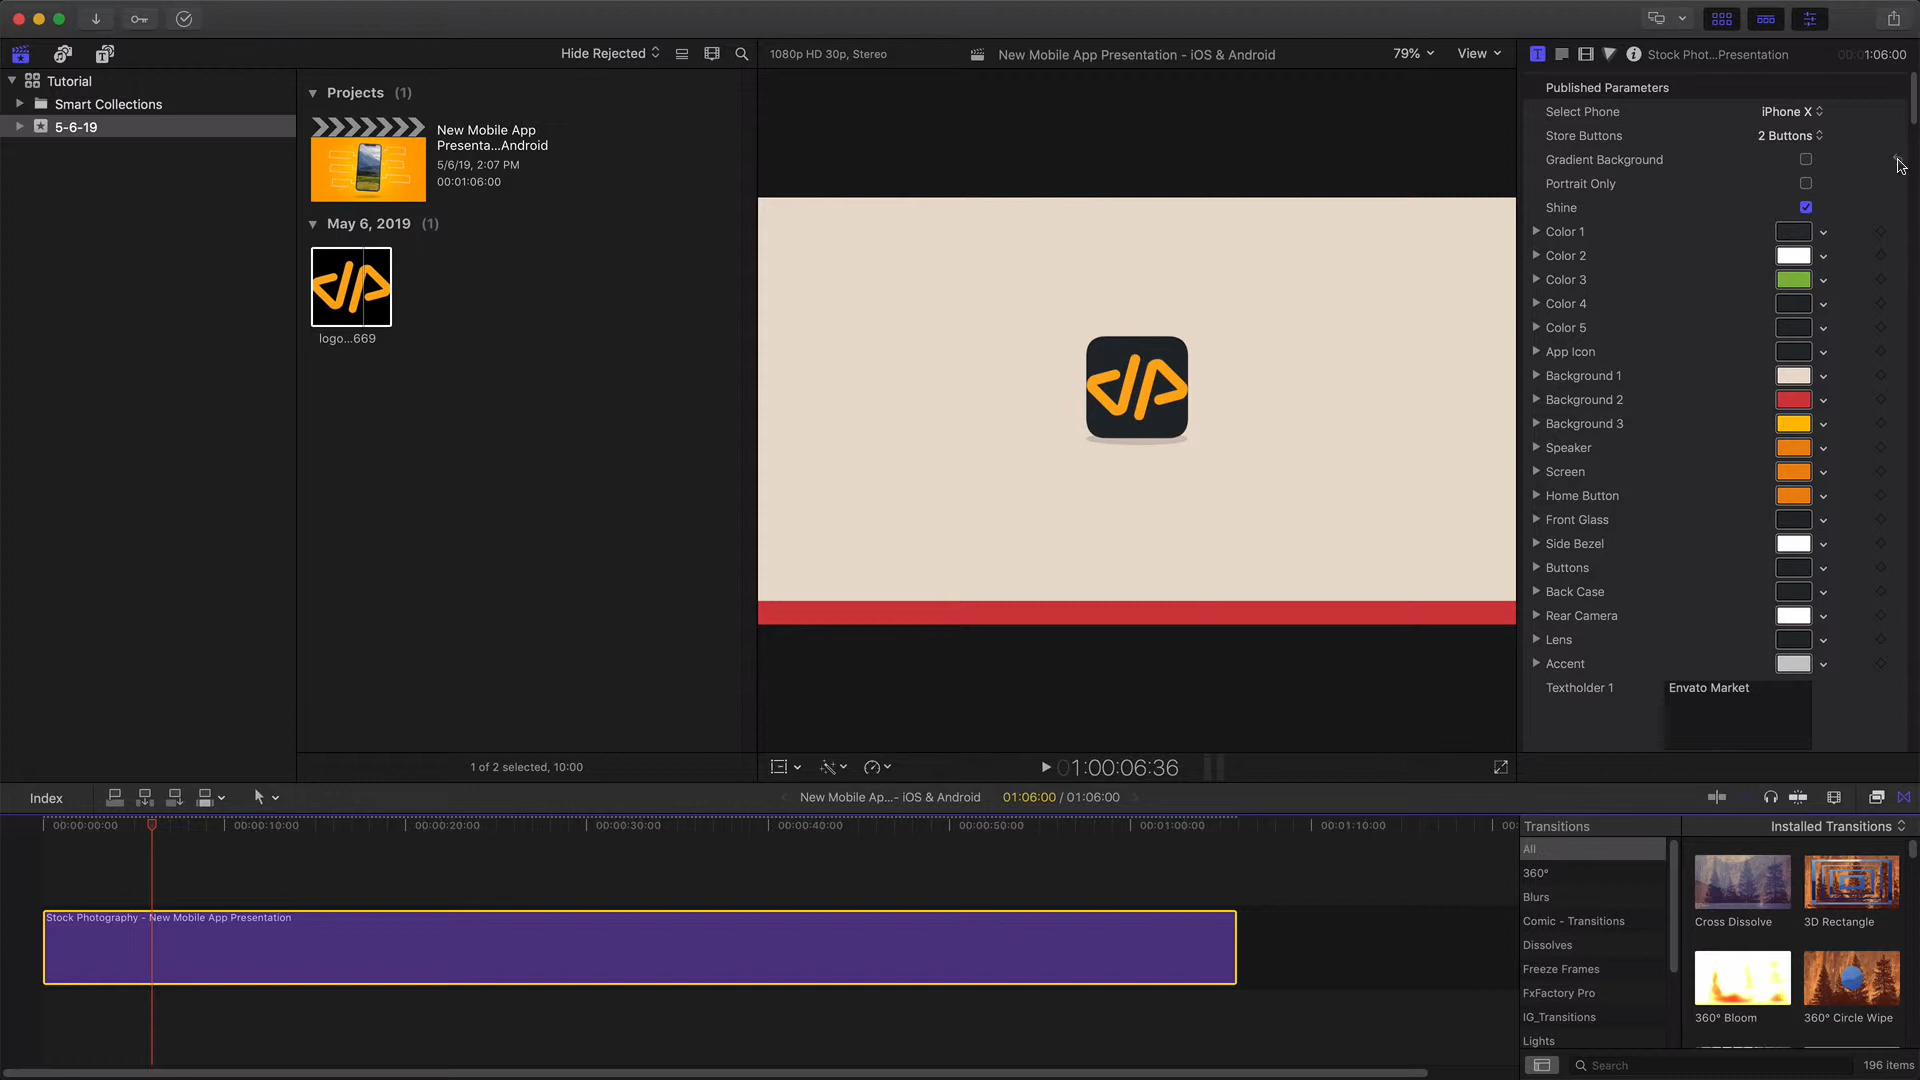 Hide Rejected
1080p HD 30p, Stereo
New Mobile App Presentation - iOS & Android
79%
View
Stock Phot...Presentation
00:01:06:00
Tutorial
Smart Collections
5-6-19
Projects (1)
New Mobile App
Presenta...Android
5/6/19, 2:07 PM
00:01:06:00
May 6, 2019 (1)
logo...669
1 of 2 selected, 10:00
01:00:06:36
Published Parameters
Select Phone
iPhone X
Store Buttons
2 Buttons
Gradient Background
Portrait Only
Shine
Color 1
Color 2
Color 3
Color 4
Color 5
App Icon
Background 1
Background 2
Background 3
Speaker
Screen
Home Button
Front Glass
Side Bezel
Buttons
Back Case
Rear Camera
Lens
Accent
Textholder 1
Envato Market
Index
New Mobile Ap...- iOS & Android
01:06:00 / 01:06:00
00:00:00:00
00:00:10:00
00:00:20:00
00:00:30:00
00:00:40:00
00:00:50:00
00:01:00:00
00:01:10:00
00:
Stock Photography - New Mobile App Presentation
Transitions
Installed Transitions
All
360°
Blurs
Comic - Transitions
Dissolves
Freeze Frames
FxFactory Pro
IG_Transitions
Lights
Cross Dissolve
3D Rectangle
360° Bloom
360° Circle Wipe
Search
196 items